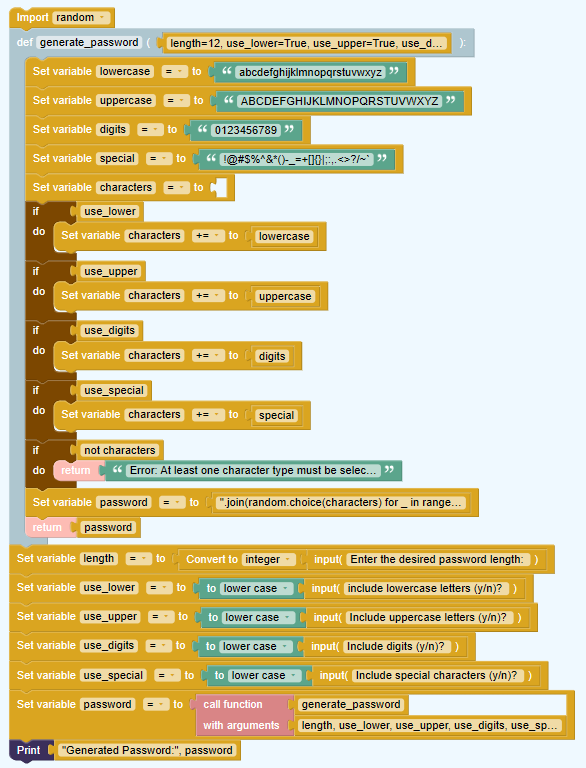 Import random
def generate_password ( length=12, use_lower=True, use_upper=True, use_d... ):
Set variable lowercase = to “ abcdefghijklmnopqrstuvwxyz ”
Set variable uppercase = to “ ABCDEFGHIJKLMNOPQRSTUVWXYZ ”
Set variable digits = to “ 0123456789 ”
Set variable special = to “ !@#$%^&*()-_=+[]{}|;:,.<>?/~` ”
Set variable characters = to
if use_lower
do Set variable characters += to lowercase
if use_upper
do Set variable characters += to uppercase
if use_digits
do Set variable characters += to digits
if use_special
do Set variable characters += to special
if not characters
do return “ Error: At least one character type must be selec... ”
Set variable password = to ''.join(random.choice(characters) for _ in range...
return password
Set variable length = to Convert to integer input( Enter the desired password length: )
Set variable use_lower = to to lower case input( include lowercase letters (y/n)? )
Set variable use_upper = to to lower case input( Include uppercase letters (y/n)? )
Set variable use_digits = to to lower case input( Include digits (y/n)? )
Set variable use_special = to to lower case input( Include special characters (y/n)? )
Set variable password = to call function generate_password
with arguments length, use_lower, use_upper, use_digits, use_sp...
Print "Generated Password:", password